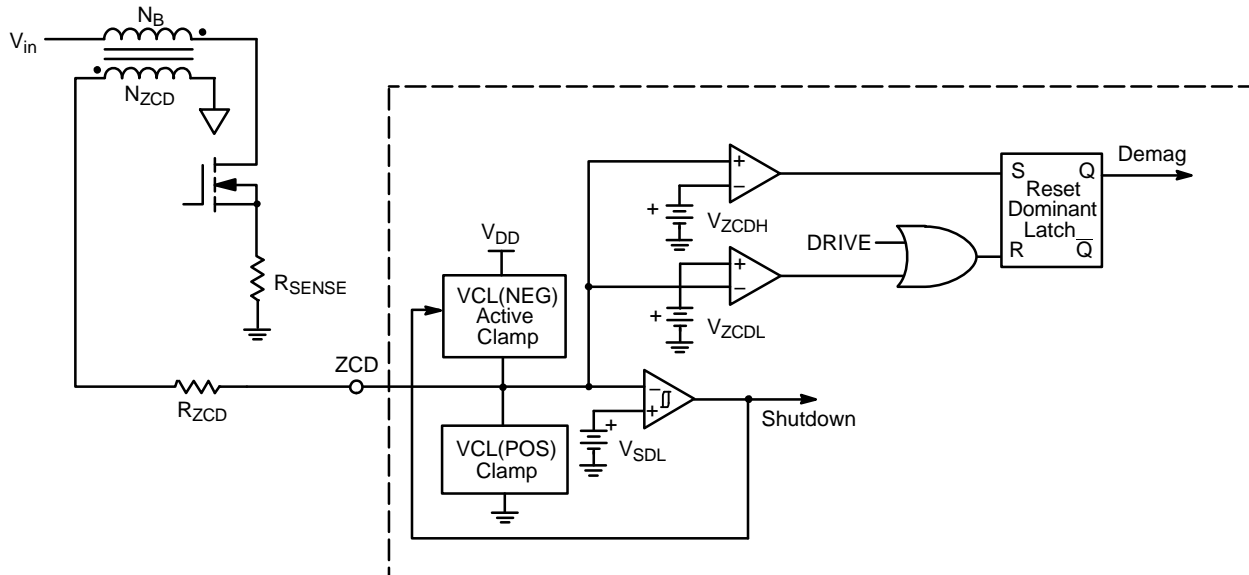 N_B
V_in
N_ZCD
R_SENSE
R_ZCD
ZCD
V_DD
VCL(NEG)
Active
Clamp
VCL(POS)
Clamp
+
−
+
V_ZCDH
+
−
+
V_ZCDL
−
+
+
V_SDL
Shutdown
DRIVE
S Q
Reset
Dominant
Latch
R Q̅
Demag